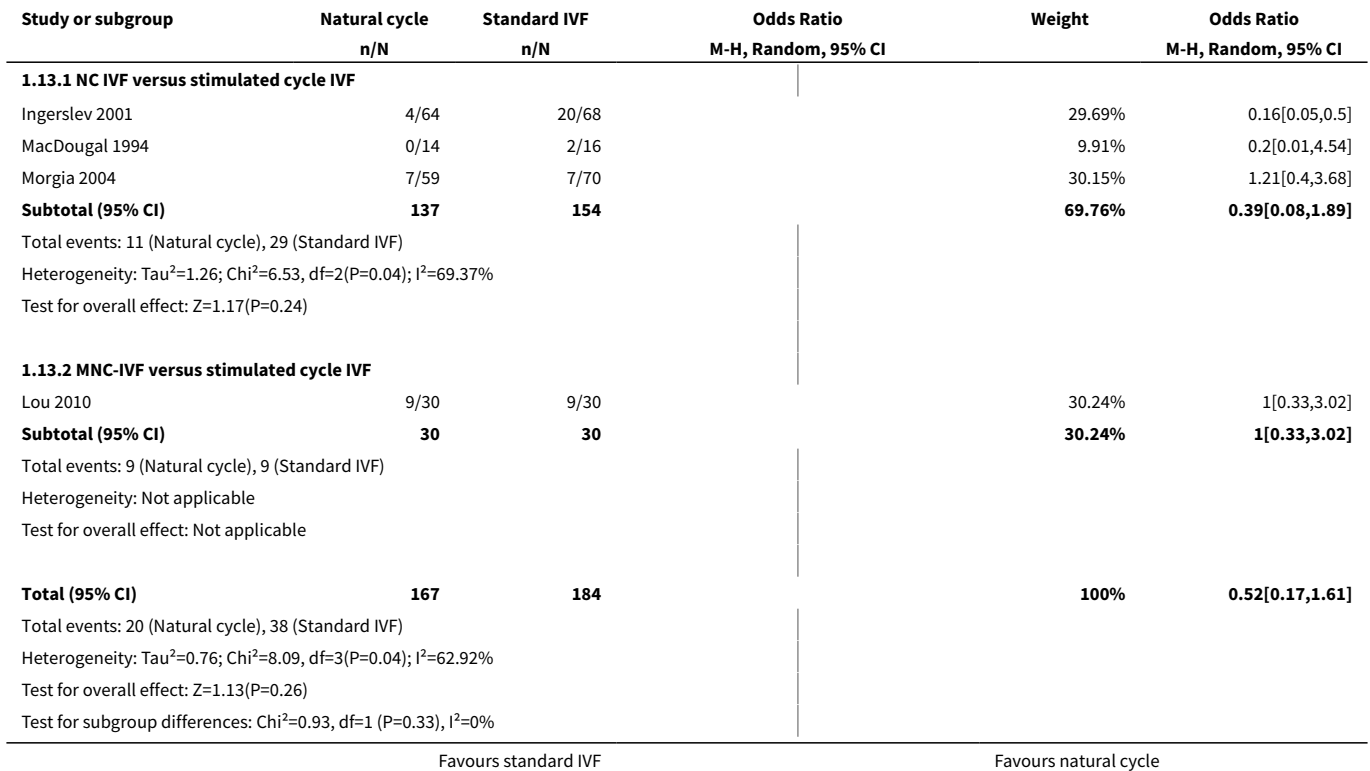 Study or subgroup Natural cycle Standard IVF Odds Ratio Weight Odds Ratio
n/N n/N M-H, Random, 95% CI M-H, Random, 95% CI
1.13.1 NC IVF versus stimulated cycle IVF
Ingerslev 2001 4/64 20/68 29.69% 0.16[0.05,0.5]
MacDougal 1994 0/14 2/16 9.91% 0.2[0.01,4.54]
Morgia 2004 7/59 7/70 30.15% 1.21[0.4,3.68]
Subtotal (95% CI) 137 154 69.76% 0.39[0.08,1.89]
Total events: 11 (Natural cycle), 29 (Standard IVF)
Heterogeneity: Tau²=1.26; Chi²=6.53, df=2(P=0.04); I²=69.37%
Test for overall effect: Z=1.17(P=0.24)
1.13.2 MNC-IVF versus stimulated cycle IVF
Lou 2010 9/30 9/30 30.24% 1[0.33,3.02]
Subtotal (95% CI) 30 30 30.24% 1[0.33,3.02]
Total events: 9 (Natural cycle), 9 (Standard IVF)
Heterogeneity: Not applicable
Test for overall effect: Not applicable
Total (95% CI) 167 184 100% 0.52[0.17,1.61]
Total events: 20 (Natural cycle), 38 (Standard IVF)
Heterogeneity: Tau²=0.76; Chi²=8.09, df=3(P=0.04); I²=62.92%
Test for overall effect: Z=1.13(P=0.26)
Test for subgroup differences: Chi²=0.93, df=1 (P=0.33), I²=0%
Favours standard IVF Favours natural cycle